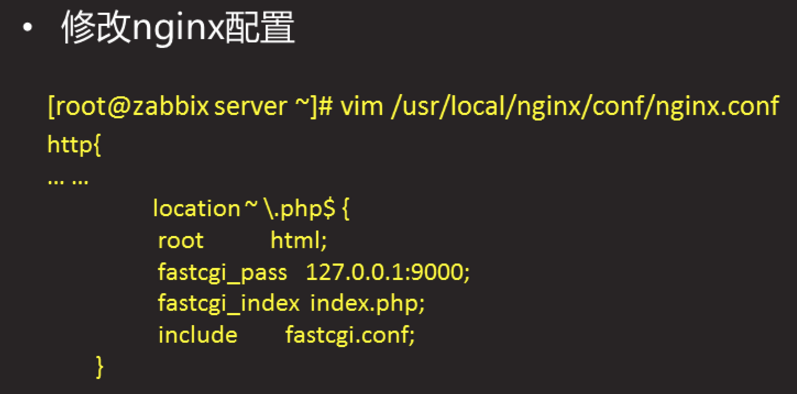 • 修改nginx配置
[root@zabbix server ~]# vim /usr/local/nginx/conf/nginx.conf
http{
... ...
location ~ \.php$ {
root html;
fastcgi_pass 127.0.0.1:9000;
fastcgi_index index.php;
include fastcgi.conf;
}